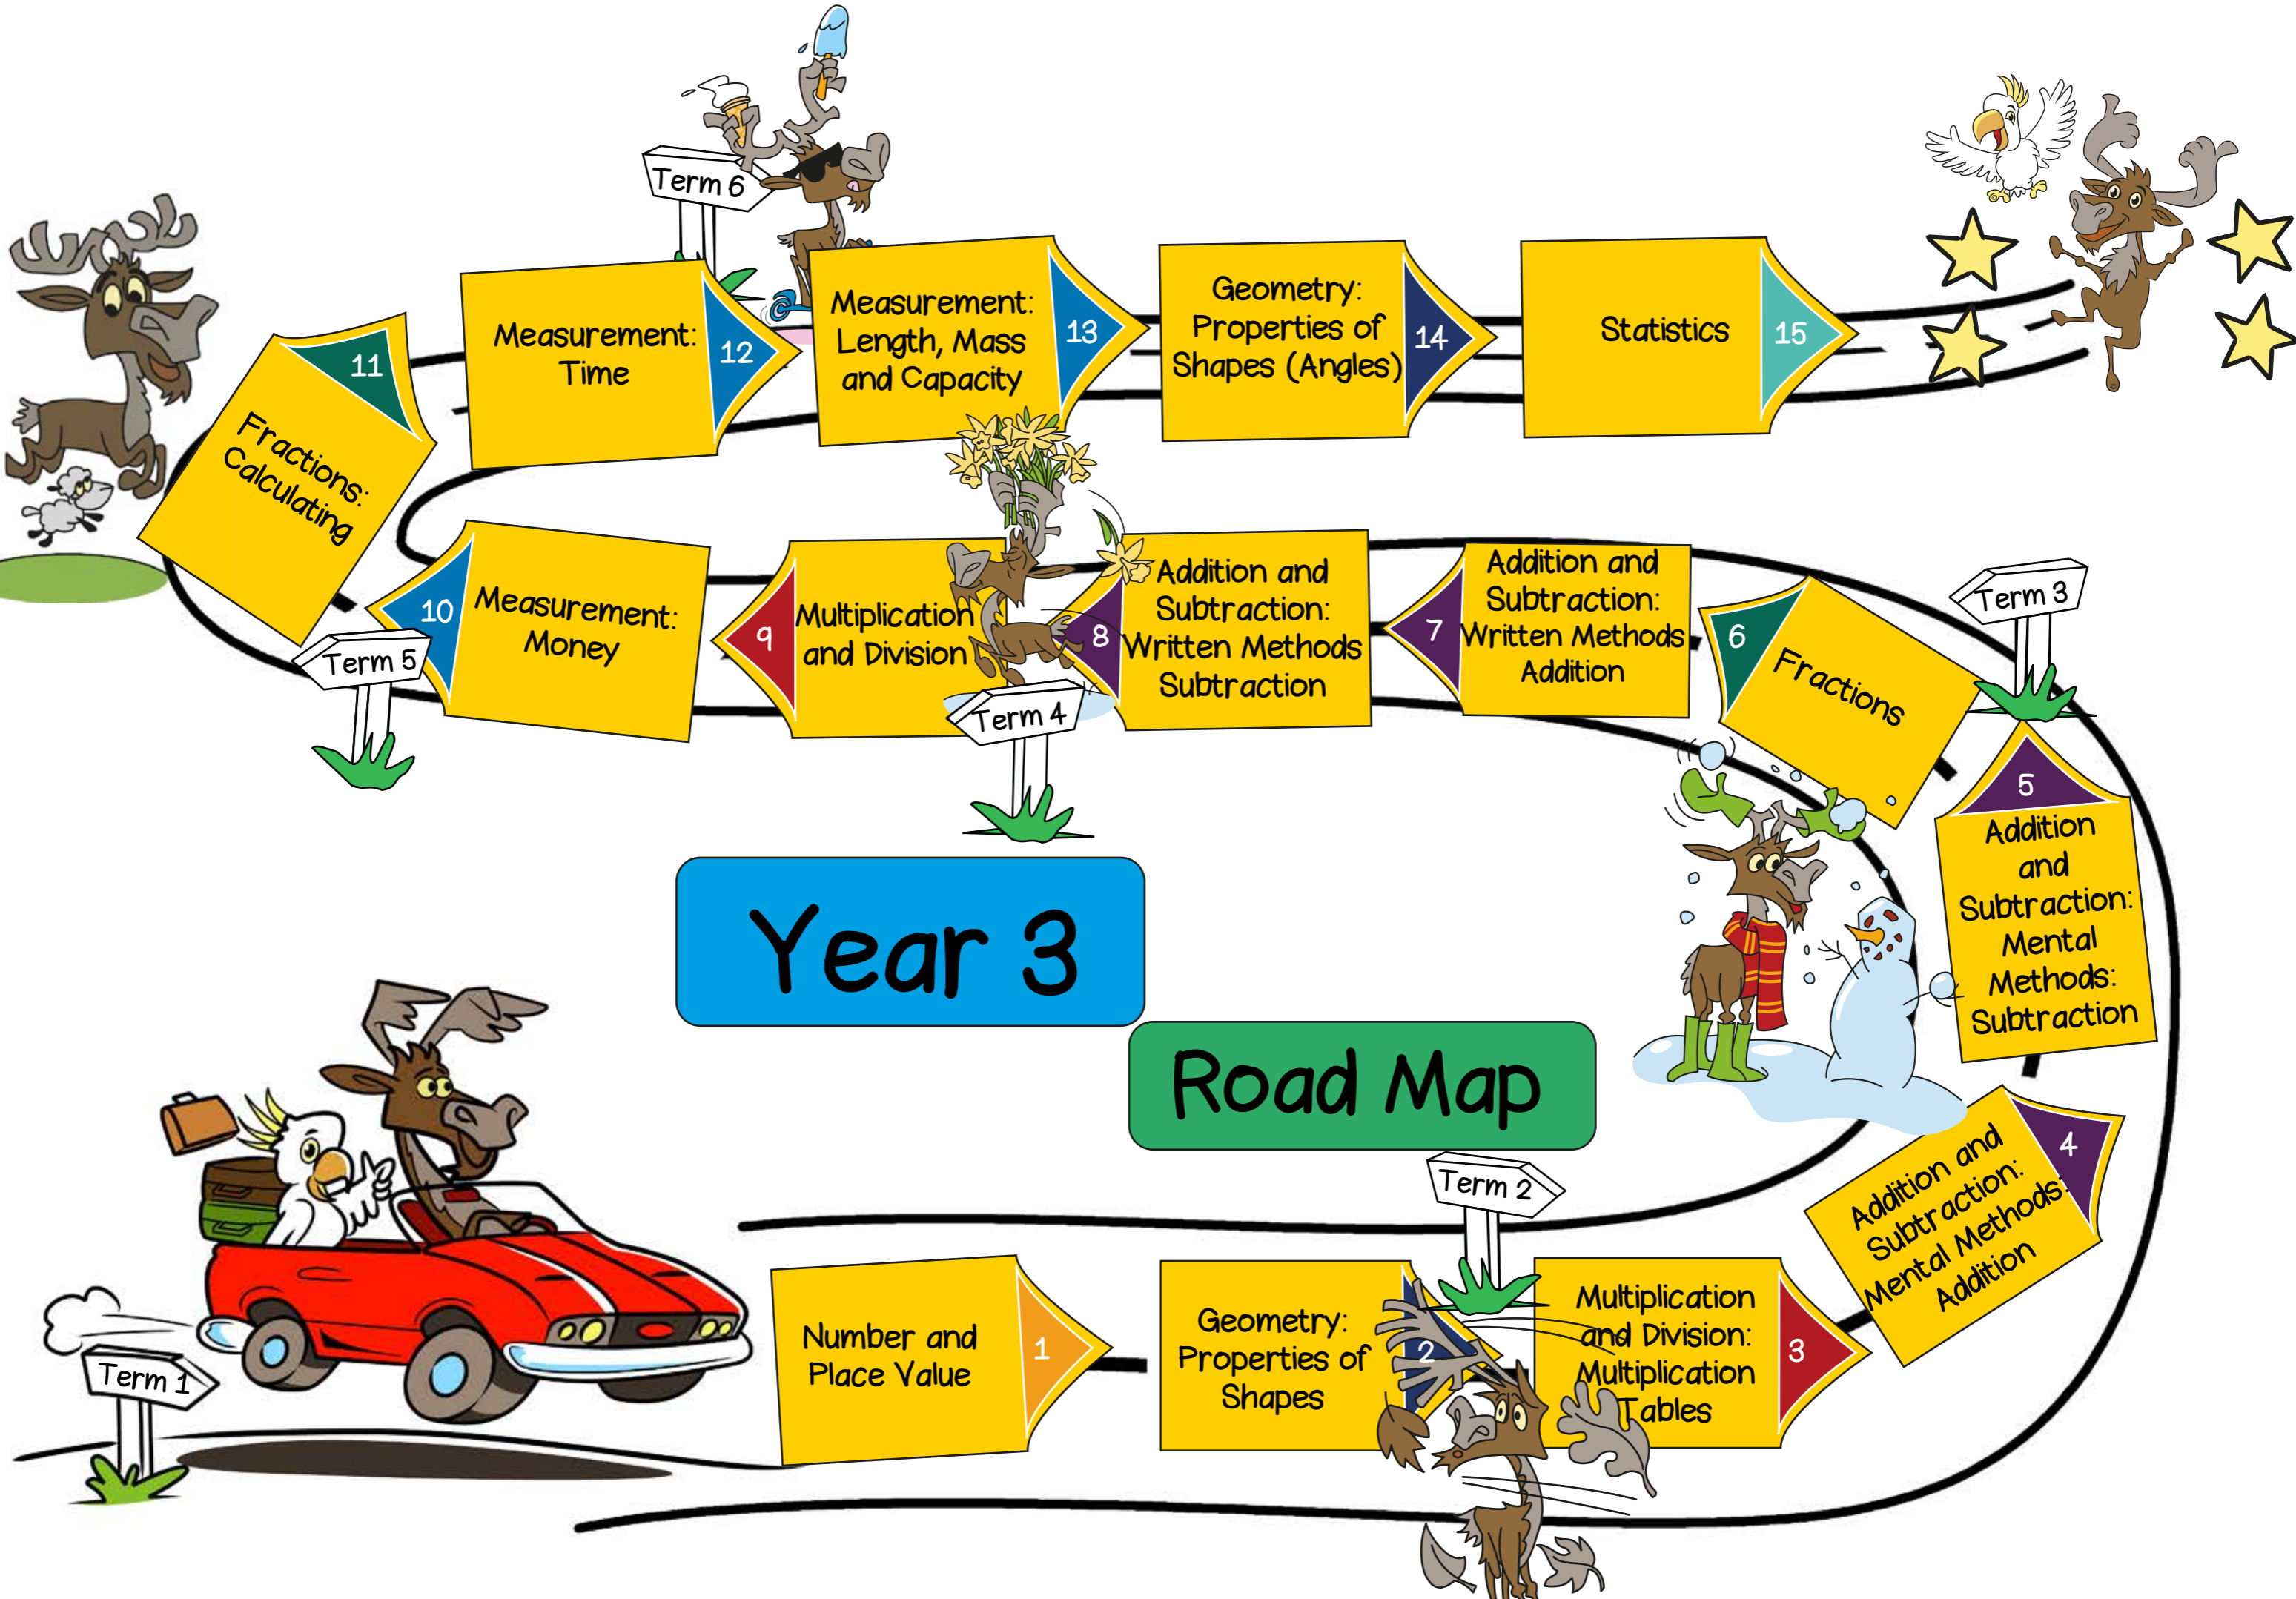 Year 3
Road Map
Term 1
Number and
Place Value
1
Geometry:
Properties of
Shapes
2
Term 2
Multiplication
and Division:
Multiplication
Tables
3
Addition and
Subtraction:
Mental Methods:
Addition
4
Addition
and
Subtraction:
Mental
Methods:
Subtraction
5
Term 3
Fractions
6
Addition and
Subtraction:
Written Methods
Addition
7
Addition and
Subtraction:
Written Methods
Subtraction
8
Term 4
Multiplication
and Division
9
Measurement:
Money
10
Term 5
Fractions:
Calculating
11
Measurement:
Time
12
Term 6
Measurement:
Length, Mass
and Capacity
13
Geometry:
Properties of
Shapes (Angles)
14
Statistics
15